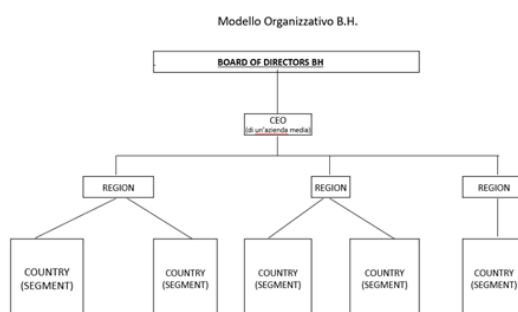 Modello Organizzativo B.H.
BOARD OF DIRECTORS BH
CEO
(di un'azienda media)
REGION
REGION
REGION
COUNTRY
(SEGMENT)
COUNTRY
(SEGMENT)
COUNTRY
(SEGMENT)
COUNTRY
(SEGMENT)
COUNTRY
(SEGMENT)